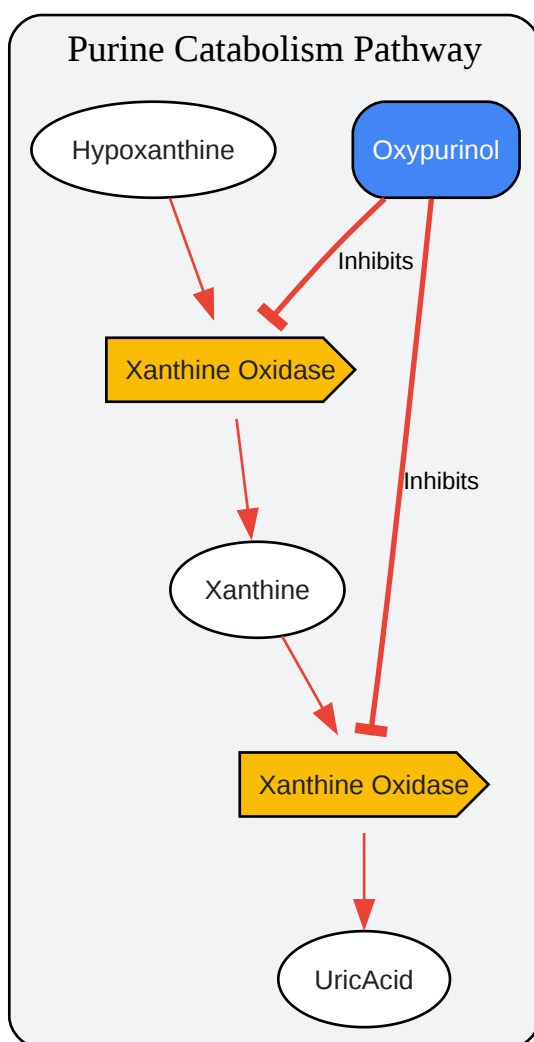 Purine Catabolism Pathway
Hypoxanthine
Oxypurinol
Inhibits
Xanthine Oxidase
Inhibits
Xanthine
Xanthine Oxidase
UricAcid